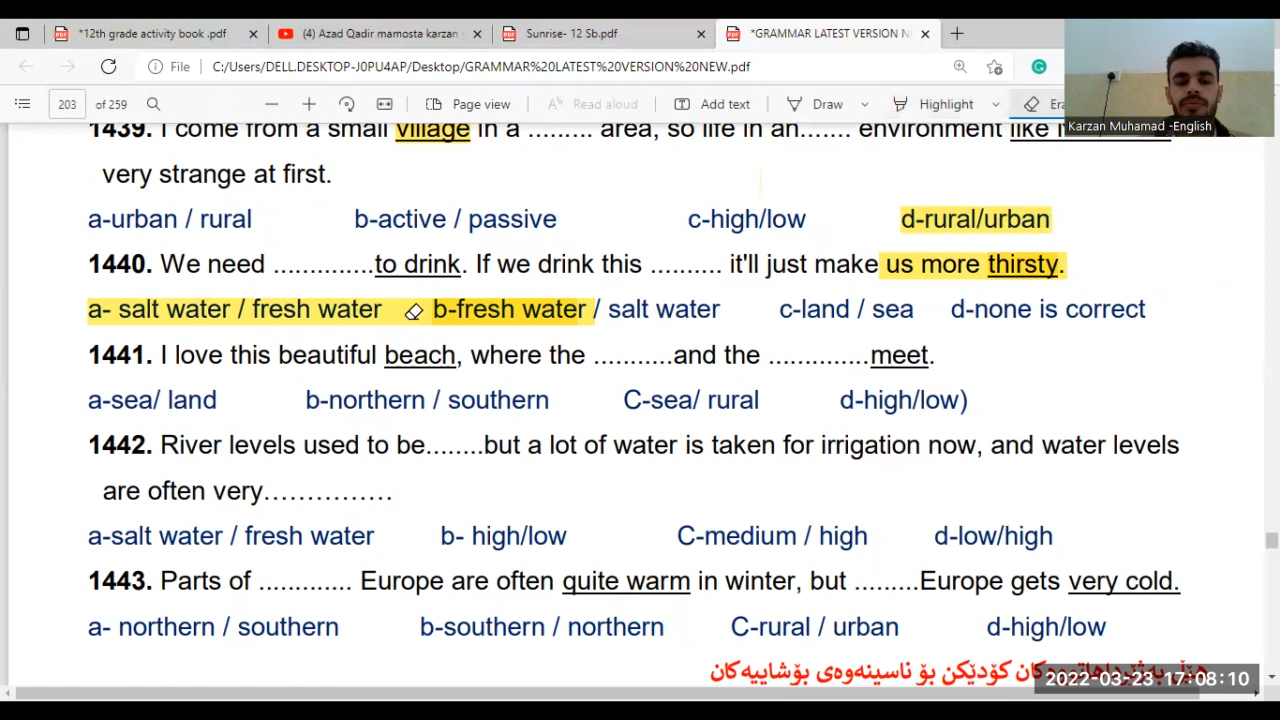 *12th grade activity book .pdf
(4) Azad Qadir mamosta karzan
Sunrise- 12 Sb.pdf
*GRAMMAR LATEST VERSION N
File C:/Users/DELL.DESKTOP-J0PU4AP/Desktop/GRAMMAR%20LATEST%20VERSION%20NEW.pdf
203 of 259 Page view Read aloud Add text Draw Highlight
Karzan Muhamad -English
1439. I come from a small village in a ......... area, so life in an....... environment like
very strange at first.
a-urban / rural b-active / passive c-high/low d-rural/urban
1440. We need ..............to drink. If we drink this .......... it'll just make us more thirsty.
a- salt water / fresh water b-fresh water / salt water c-land / sea d-none is correct
1441. I love this beautiful beach, where the ...........and the ..............meet.
a-sea/ land b-northern / southern C-sea/ rural d-high/low)
1442. River levels used to be........but a lot of water is taken for irrigation now, and water levels
are often very……………
a-salt water / fresh water b- high/low C-medium / high d-low/high
1443. Parts of ............. Europe are often quite warm in winter, but .........Europe gets very cold.
a- northern / southern b-southern / northern C-rural / urban d-high/low
کۆدێکن بۆ ناسینەوەی بۆشاییەکان
2022-03-23 17:08:10